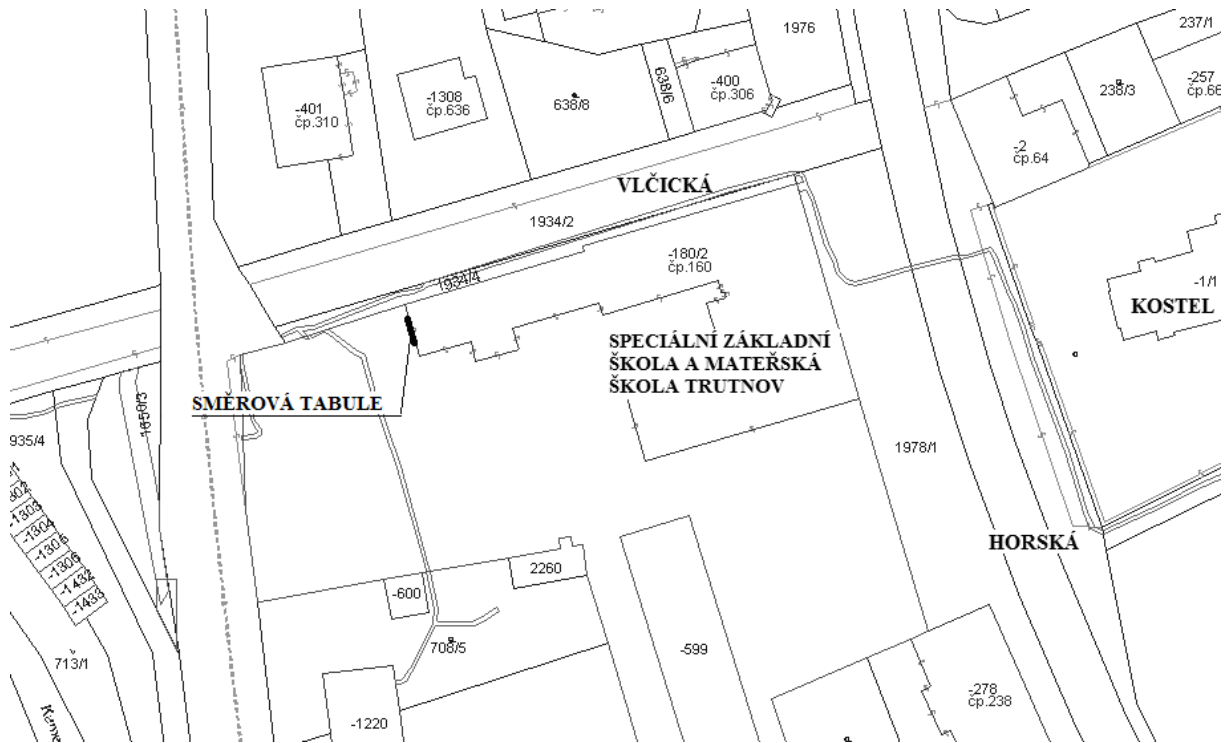 1976
237/1
-401
čp.310
-1308
čp.636
638/8
638/6
-400
čp.306
238/3
-257
čp.66
-2
čp.64
VLČICKÁ
1934/2
-180/2
čp.160
1934/4
-1/1
KOSTEL
SPECIÁLNÍ ZÁKLADNÍ
ŠKOLA A MATEŘSKÁ
ŠKOLA TRUTNOV
SMĚROVÁ TABULE
1650/3
935/4
1978/1
-1303
-1304
-1305
-1306
-1432
-1433
HORSKÁ
2260
-600
708/5
-599
713/1
-278
čp.238
-1220